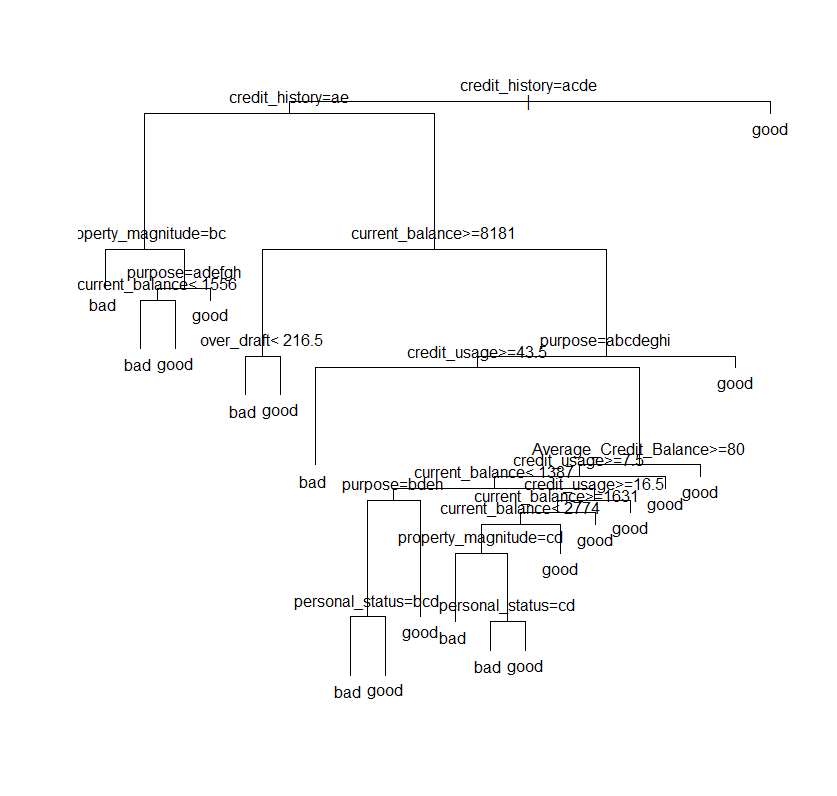 credit_history=acde
credit_history=ae
good
operty_magnitude=bc
current_balance>=8181
purpose=adefgh
current_balance< 1556
bad
good
over_draft< 216.5
purpose=abcdeghi
credit_usage>=43.5
bad
good
good
bad
good
Average_Credit_Balance>=80
credit_usage>=7.5
current_balance< 1387
bad
purpose=bdeh
credit_usage>=16.5
good
current_balance>=1631
good
current_balance< 2774
good
property_magnitude=cd
good
good
personal_status=bcd
personal_status=cd
good
bad
bad
good
bad
good